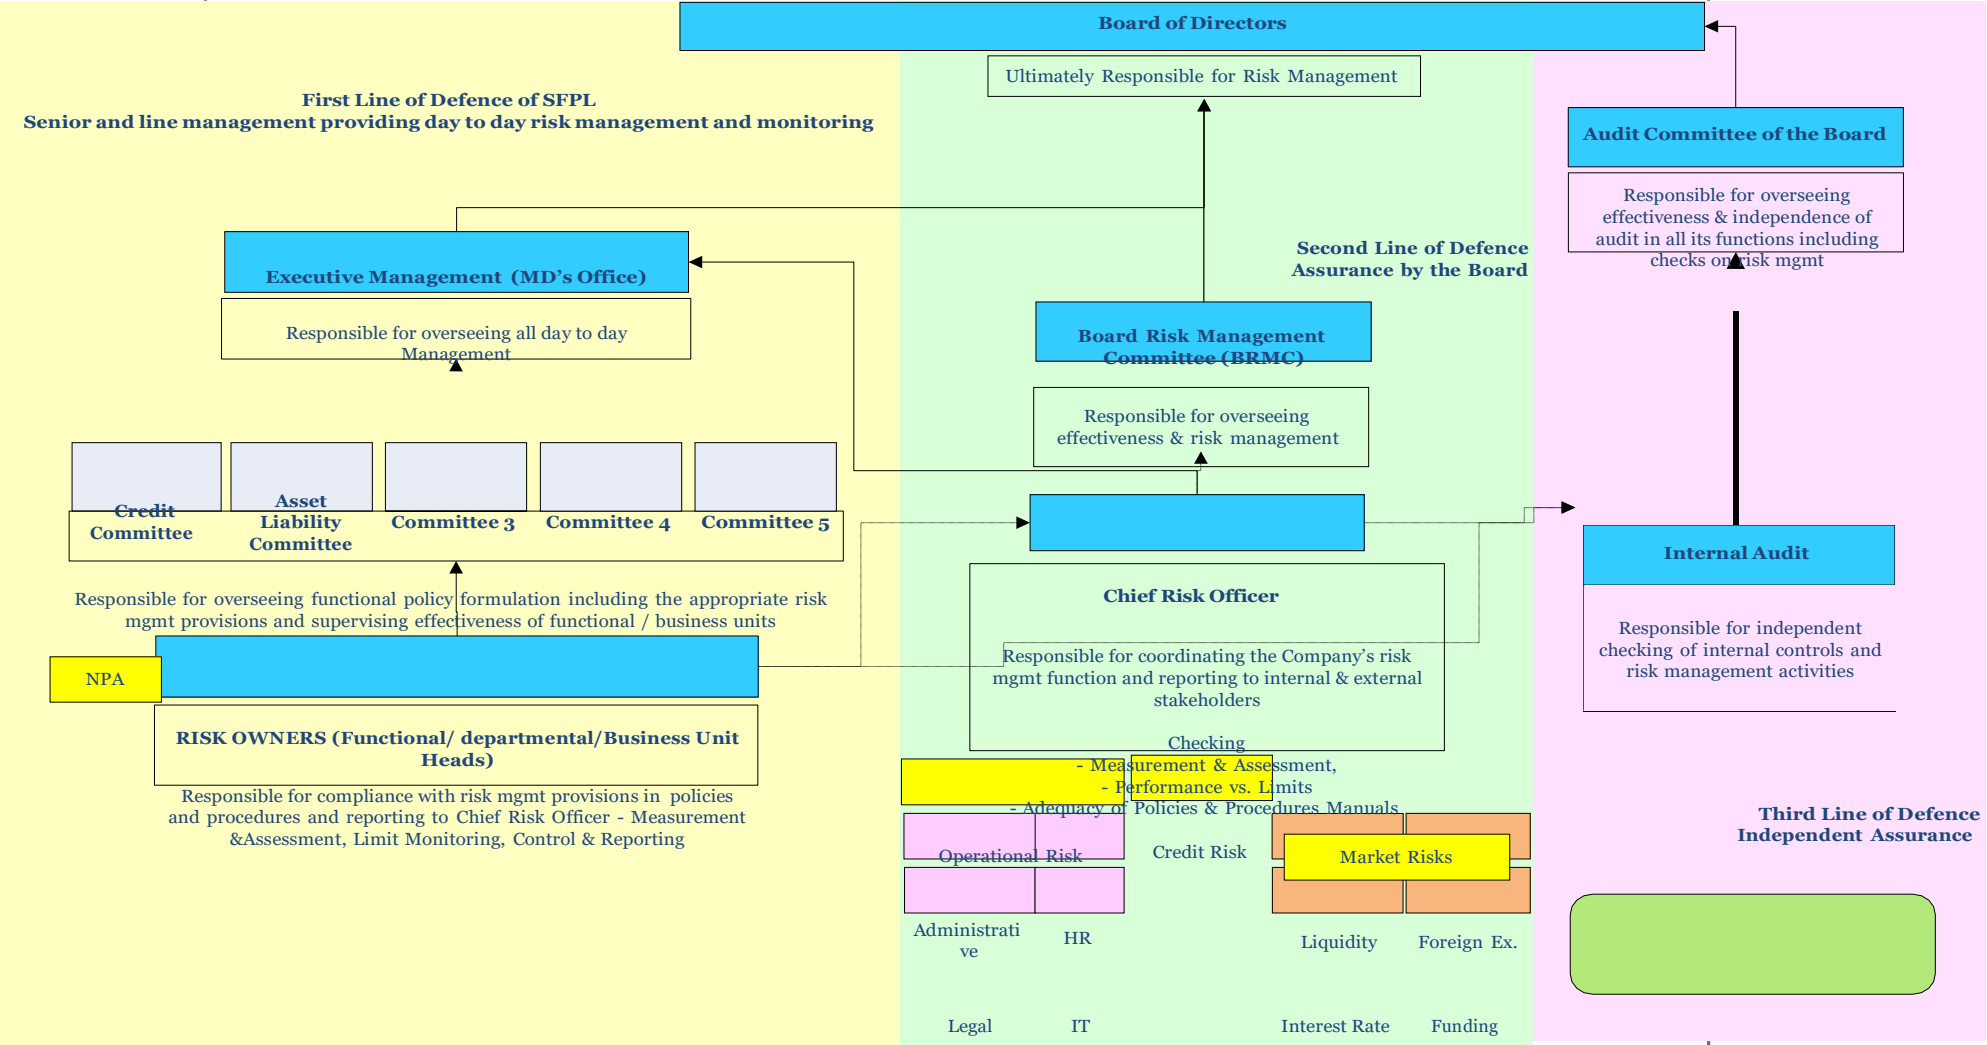 Board of Directors
Ultimately Responsible for Risk Management
First Line of Defence of SFPL
Senior and line management providing day to day risk management and monitoring
Audit Committee of the Board
Responsible for overseeing
effectiveness & independence of
audit in all its functions including
checks on risk mgmt
Second Line of Defence
Assurance by the Board
Executive Management (MD's Office)
Responsible for overseeing all day to day
Management
Board Risk Management
Committee (BRMC)
Responsible for overseeing
effectiveness & risk management
Credit
Committee
Asset
Liability
Committee
Committee 3
Committee 4
Committee 5
Responsible for overseeing functional policy formulation including the appropriate risk
mgmt provisions and supervising effectiveness of functional / business units
NPA
RISK OWNERS (Functional/ departmental/Business Unit
Heads)
Responsible for compliance with risk mgmt provisions in policies
and procedures and reporting to Chief Risk Officer - Measurement
&Assessment, Limit Monitoring, Control & Reporting
Chief Risk Officer
Responsible for coordinating the Company's risk
mgmt function and reporting to internal & external
stakeholders
Checking
- Measurement & Assessment,
- Performance vs. Limits
- Adequacy of Policies & Procedures Manuals
Internal Audit
Responsible for independent
checking of internal controls and
risk management activities
Operational Risk
Credit Risk
Market Risks
Administrati
ve
HR
Liquidity
Foreign Ex.
Legal
IT
Interest Rate
Funding
Third Line of Defence
Independent Assurance